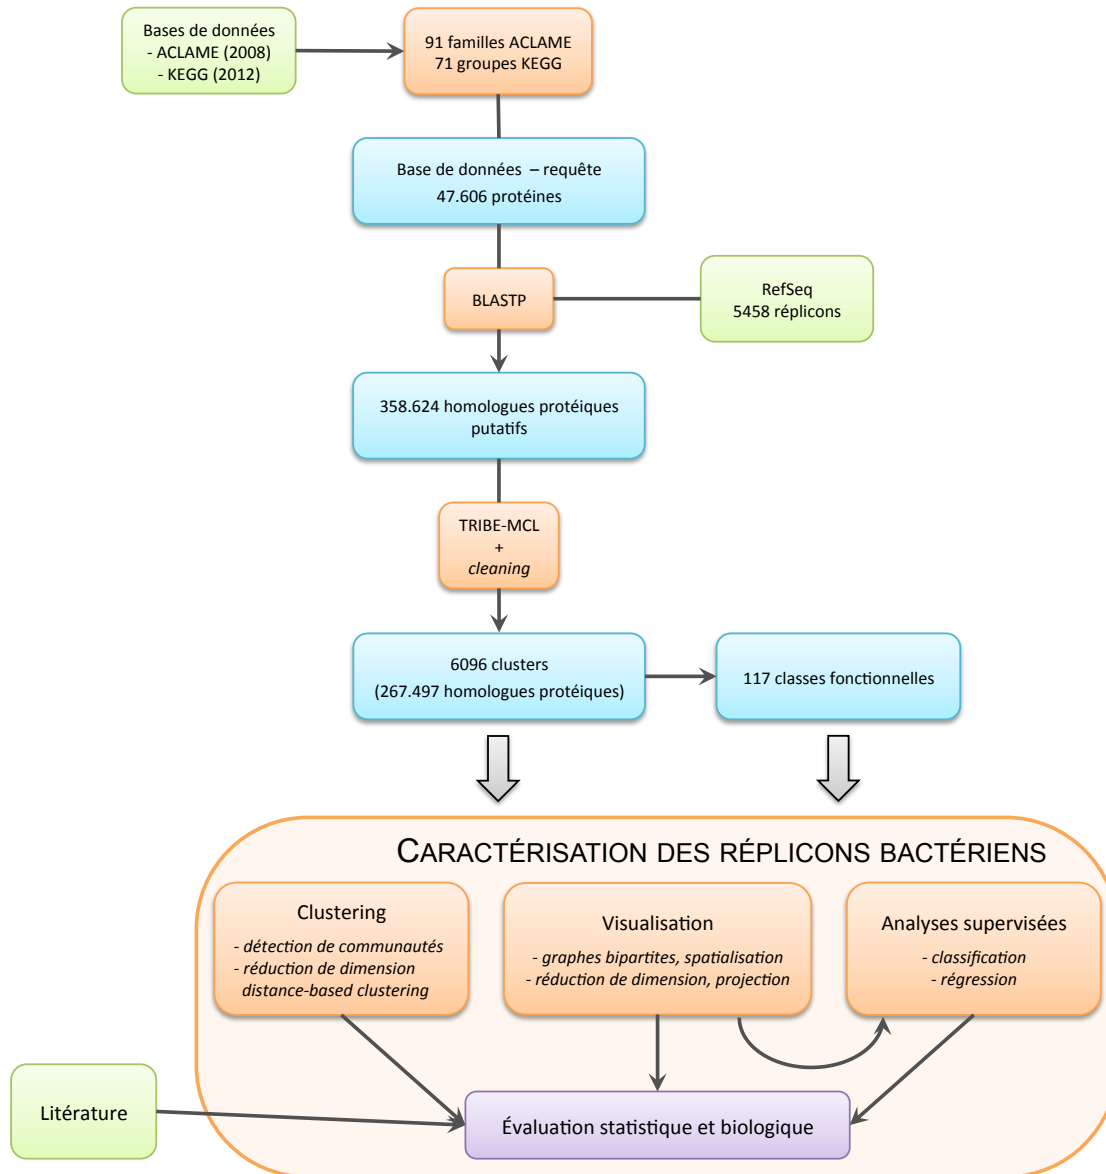 Bases de données
- ACLAME (2008)
- KEGG (2012)
91 familles ACLAME
71 groupes KEGG
Base de données – requête
47.606 protéines
BLASTP
RefSeq
5458 réplicons
358.624 homologues protéiques
putatifs
TRIBE-MCL
+
cleaning
6096 clusters
(267.497 homologues protéiques)
117 classes fonctionnelles
CARACTÉRISATION DES RÉPLICONS BACTÉRIENS
Clustering
- détection de communautés
- réduction de dimension
distance-based clustering
Visualisation
- graphes bipartites, spatialisation
- réduction de dimension, projection
Analyses supervisées
- classification
- régression
Litérature
Évaluation statistique et biologique